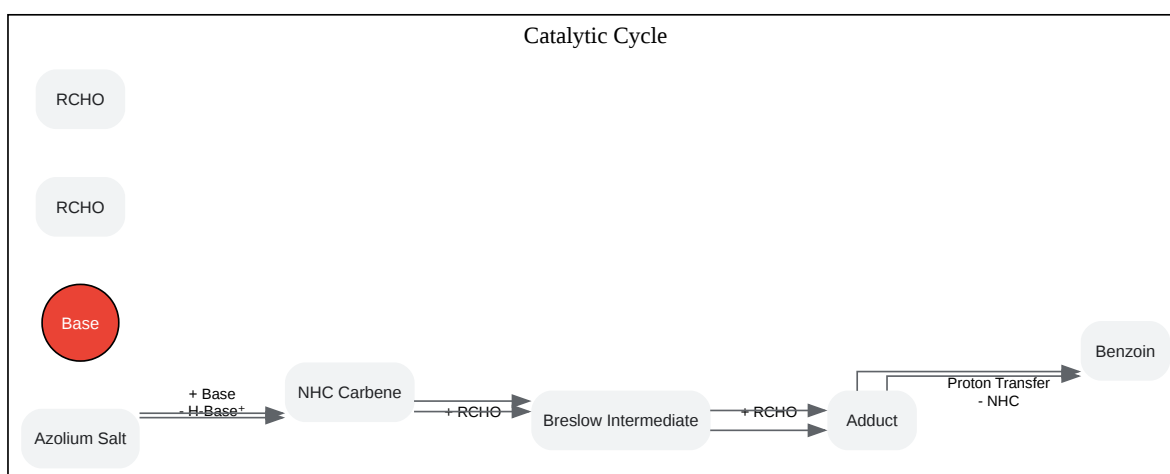 Catalytic Cycle
RCHO
RCHO
Base
Azolium Salt
+ Base
- H-Base⁺
NHC Carbene
+ RCHO
Breslow Intermediate
+ RCHO
Adduct
Proton Transfer
- NHC
Benzoin